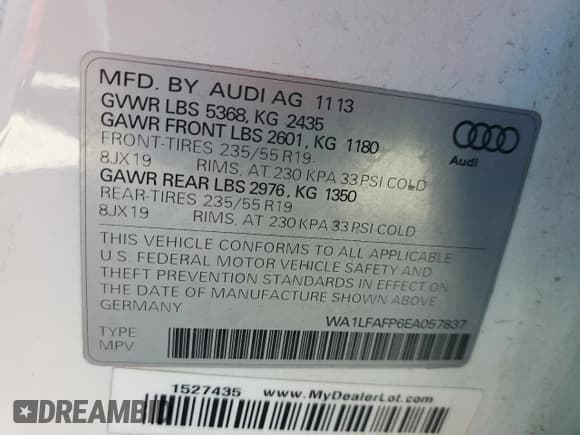 MFD. BY AUDI AG 11 13
GVWR LBS 5368, KG 2435
GAWR FRONT LBS 2601, KG 1180
FRONT-TIRES 235/55 R19
8JX19 RIMS, AT 230 KPA 33 PSI COLD
GAWR REAR LBS 2976, KG 1350
REAR-TIRES 235/55 R19
8JX19 RIMS, AT 230 KPA 33 PSI COLD
Audi
THIS VEHICLE CONFORMS TO ALL APPLICABLE
U.S. FEDERAL MOTOR VEHICLE SAFETY AND
THEFT PREVENTION STANDARDS IN EFFECT ON
THE DATE OF MANUFACTURE SHOWN ABOVE.
GERMANY
WA1LFAFP6EA057837
TYPE
MPV
1527435 www.MyDealerLot.com
DREAMBID